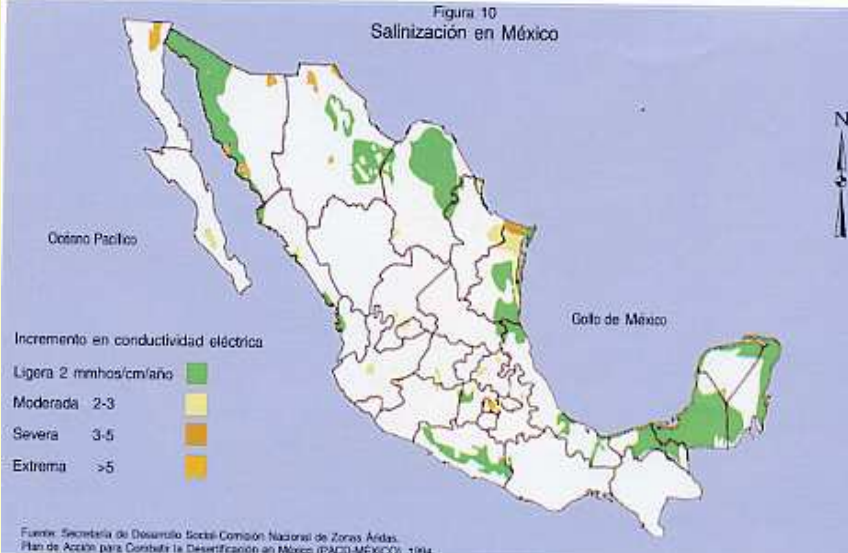 Figura 10
Salinización en México
N
Océano Pacífico
Golfo de México
Incremento en conductividad eléctrica
Ligera 2 mmhos/cm/año
Moderada 2-3
Severa 3-5
Extrema >5
Fuente: Secretaría de Desarrollo Social-Comisión Nacional de Zonas Áridas.
Plan de Acción para Combatir la Desertificación en México (PACD-MÉXICO), 1994